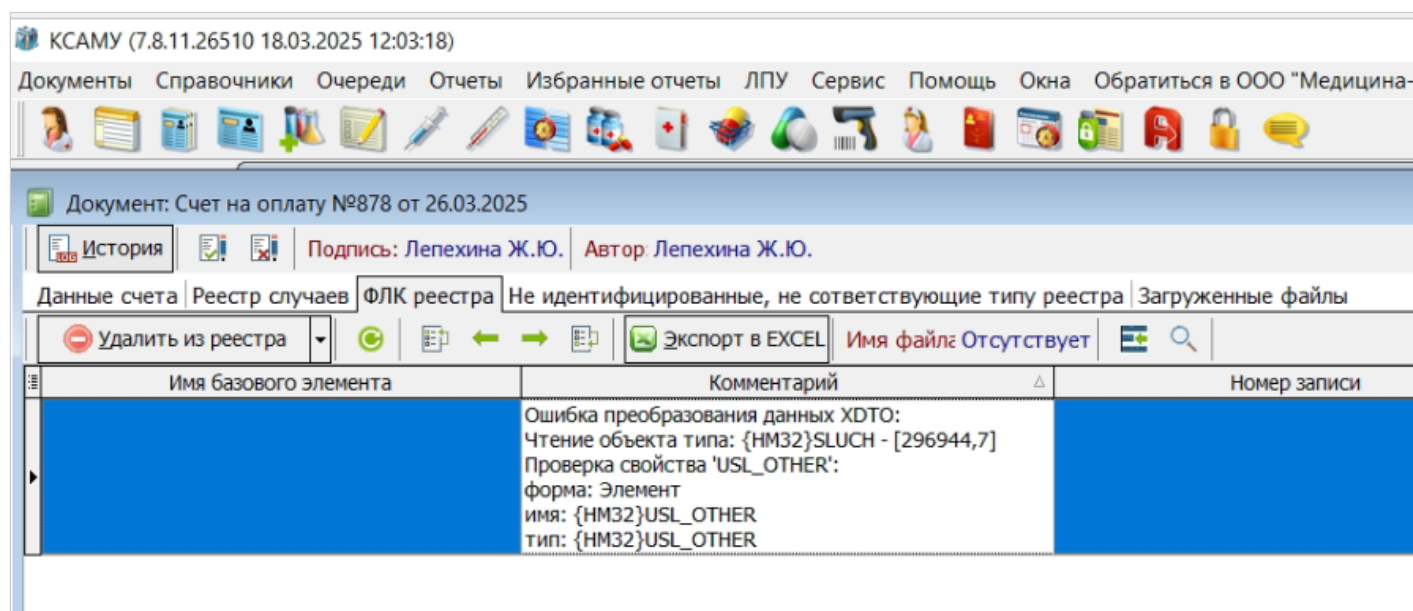 КСАМУ (7.8.11.26510 18.03.2025 12:03:18)
Документы Справочники Очереди Отчеты Избранные отчеты ЛПУ Сервис Помощь Окна Обратиться в ООО "Медицина-
Документ: Счет на оплату №878 от 26.03.2025
История Подпись: Лепехина Ж.Ю. Автор: Лепехина Ж.Ю.
Данные счета Реестр случаев ФЛК реестра Не идентифицированные, не сответствующие типу реестра Загруженные файлы
Удалить из реестра Экспорт в EXCEL Имя файла Отсутствует
Имя базового элемента Комментарий Номер записи
Ошибка преобразования данных XDTO:
Чтение объекта типа: {HM32}SLUCH - [296944,7]
Проверка свойства 'USL_OTHER':
форма: Элемент
имя: {HM32}USL_OTHER
тип: {HM32}USL_OTHER